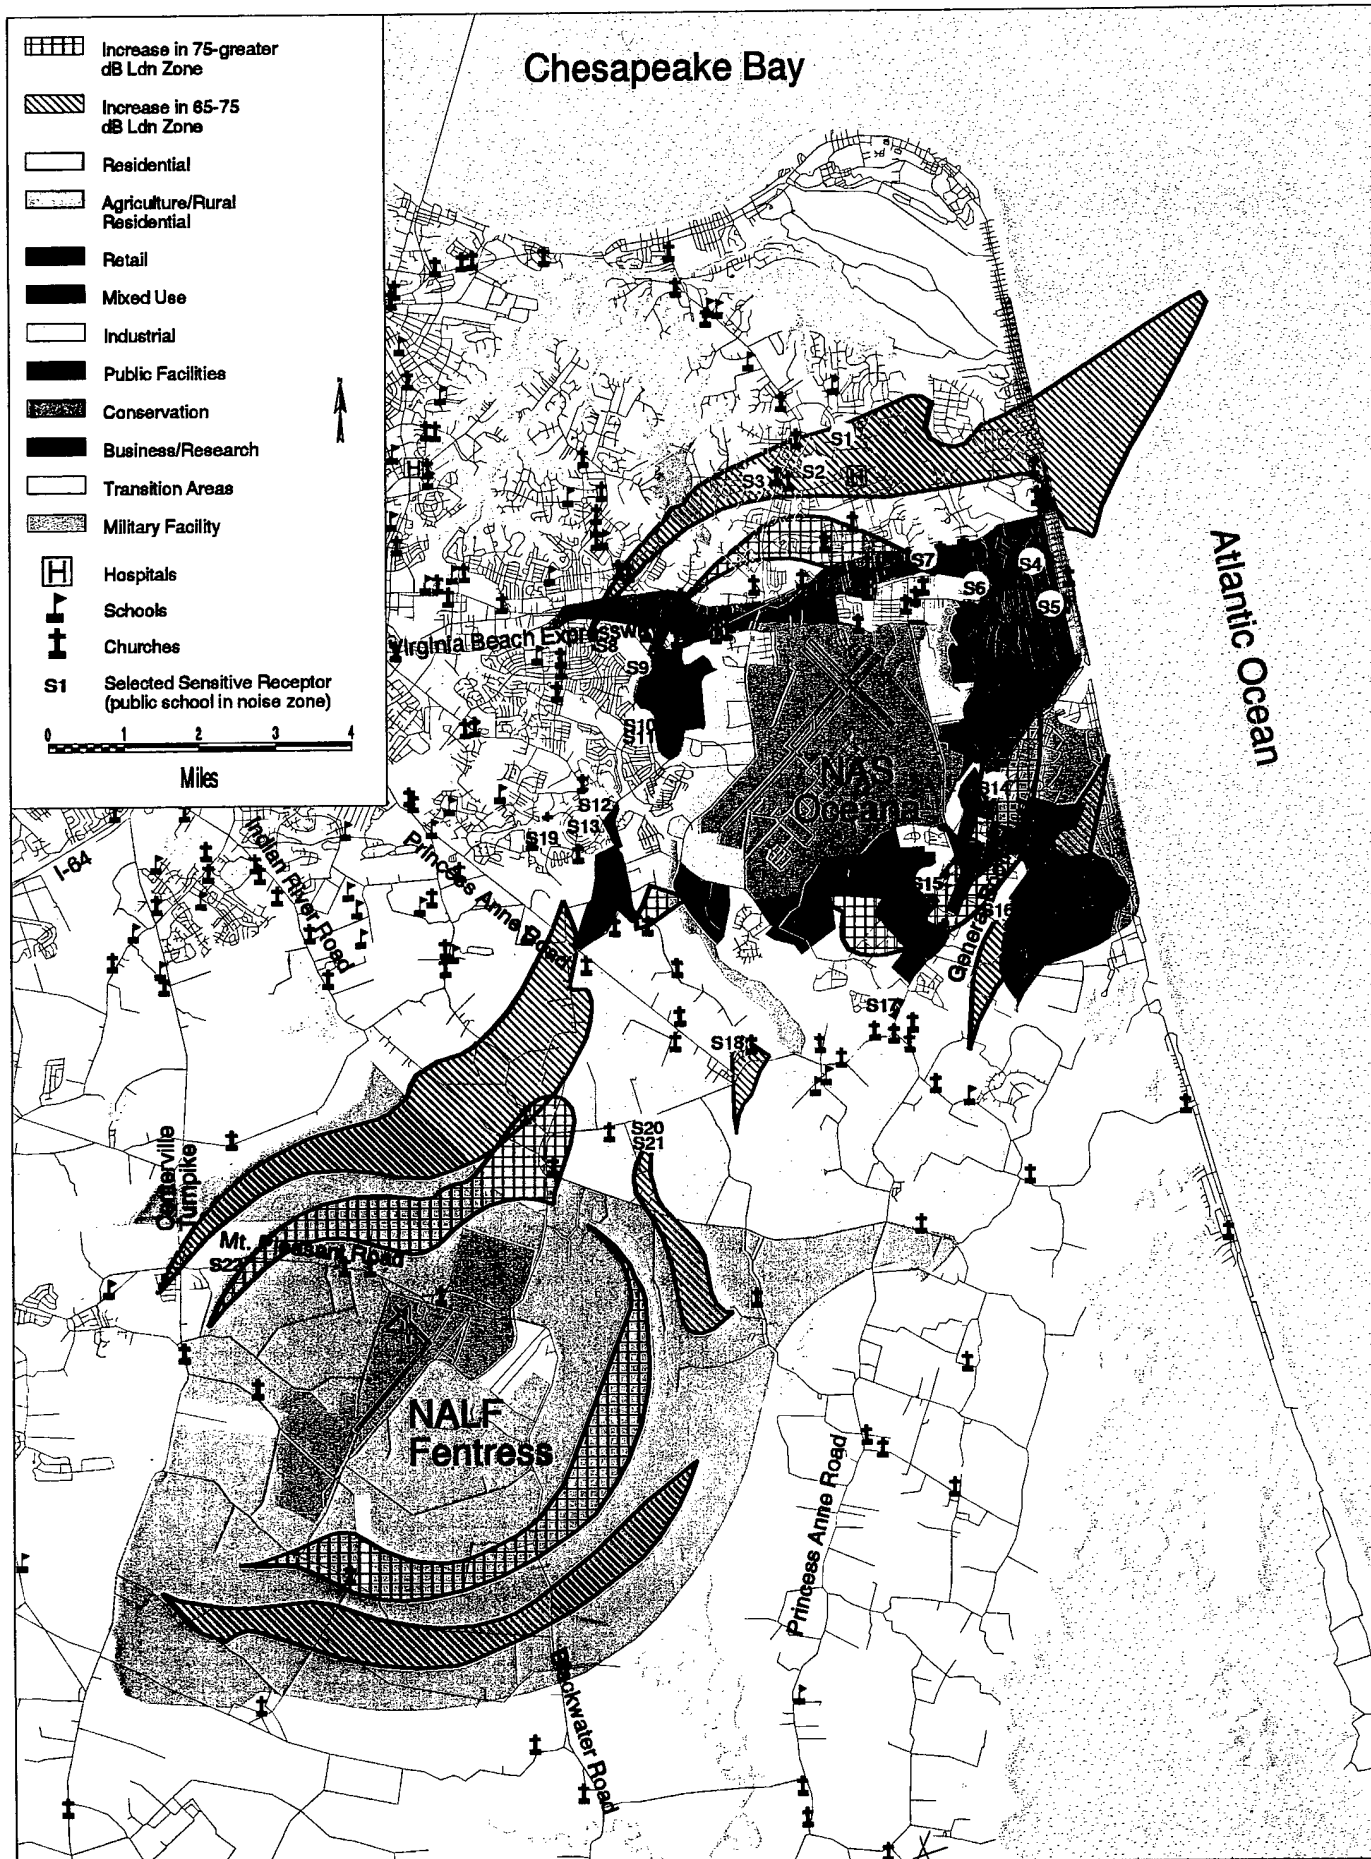 Increase in 75-greater
dB Ldn Zone
Increase in 65-75
dB Ldn Zone
Residential
Agriculture/Rural
Residential
Retail
Mixed Use
Industrial
Public Facilities
Conservation
Business/Research
Transition Areas
Military Facility
H
Hospitals
Schools
Churches
S1
Selected Sensitive Receptor
(public school in noise zone)
0 1 2 3 4
Miles
Chesapeake Bay
Atlantic Ocean
H
S1
S2
S3
S4
S5
S6
S7
Virginia Beach
S8
S9
S10
S11
NAS
Oceana
S12
S13
S14
S15
S16
S17
S18
S19
S20
S21
S22
I-64
Indian River Road
Princess Anne Road
Centerville
Turnpike
Mt. Pleasant Road
NALF
Fentress
Princess Anne Road
Blackwater Road